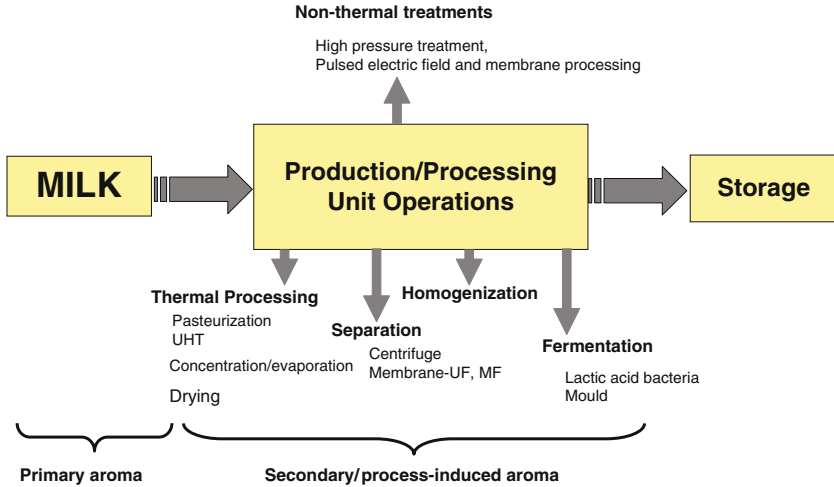 Non-thermal treatments
High pressure treatment,
Pulsed electric field and membrane processing
MILK
Production/Processing
Unit Operations
Storage
Thermal Processing
Pasteurization
UHT
Concentration/evaporation
Drying
Separation
Centrifuge
Membrane-UF, MF
Homogenization
Fermentation
Lactic acid bacteria
Mould
Primary aroma
Secondary/process-induced aroma